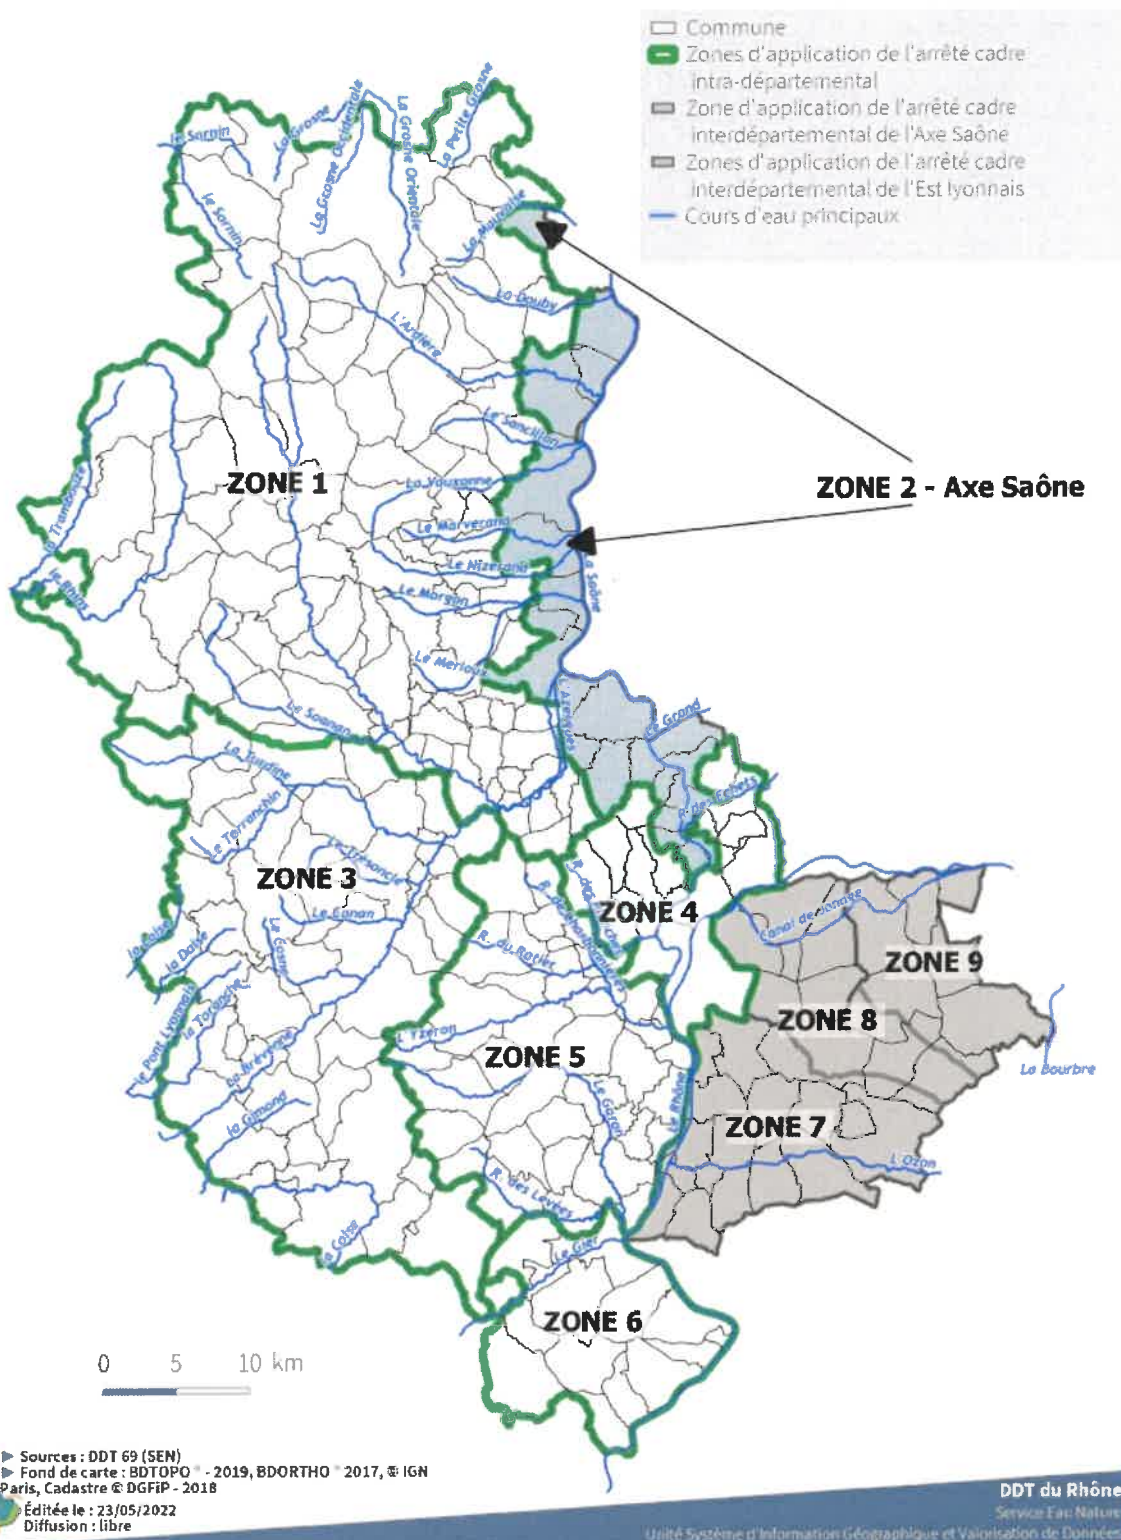 Commune
Zones d'application de l'arrêté cadre
intra-départemental
Zone d'application de l'arrêté cadre
interdépartemental de l'Axe Saône
Zones d'application de l'arrêté cadre
interdépartemental de l'Est lyonnais
Cours d'eau principaux
le Sornin
La Grosne
La Grosne Occidentale
La Grosne Orientale
La Petite Grosne
le Sornin
La Mauvaise
La Douby
L'Ardière
Le Sancillon
ZONE 1
La Vauxonne
ZONE 2 - Axe Saône
la Trambouze
Le Marverand
Le Nizerand
la Saône
le Rhins
Le Morgon
Le Merloux
L'Azergues
Le Grand
Le Soanan
La Turdine
R. des Echets
Le Torranchin
Le Trésoncle
ZONE 3
Le Conan
ZONE 4
Canal de Jonage
la Loise
la Doise
Le Cosne
R. du Ratier
ZONE 9
le Pont Lyonnais
la Toranche
ZONE 8
L'Yzeron
ZONE 5
La Brévenne
La Bourbre
la Gimond
Le Garon
Le Rhône
ZONE 7
L'Ozon
R. des Levées
La Coise
Le Gier
ZONE 6
0 5 10 km
Sources : DDT 69 (SEN)
Fond de carte : BDTOPO ® - 2019, BDORTHO ® 2017, © IGN
Paris, Cadastre © DGFiP - 2018
Éditée le : 23/05/2022
Diffusion : libre
DDT du Rhône
Service Eau Nature
Unité Système d'Information Géographique et Valorisation de Données